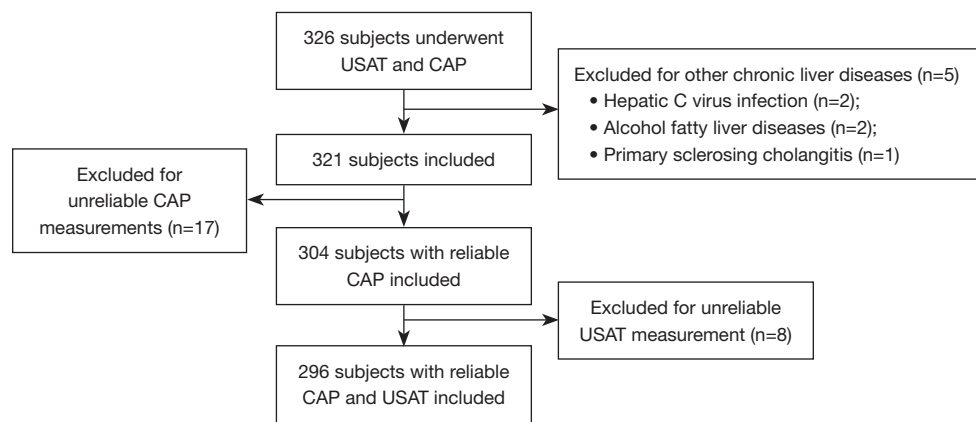 326 subjects underwent
USAT and CAP
Excluded for other chronic liver diseases (n=5)
• Hepatic C virus infection (n=2);
• Alcohol fatty liver diseases (n=2);
• Primary sclerosing cholangitis (n=1)
321 subjects included
Excluded for
unreliable CAP
measurements (n=17)
304 subjects with reliable
CAP included
Excluded for unreliable
USAT measurement (n=8)
296 subjects with reliable
CAP and USAT included